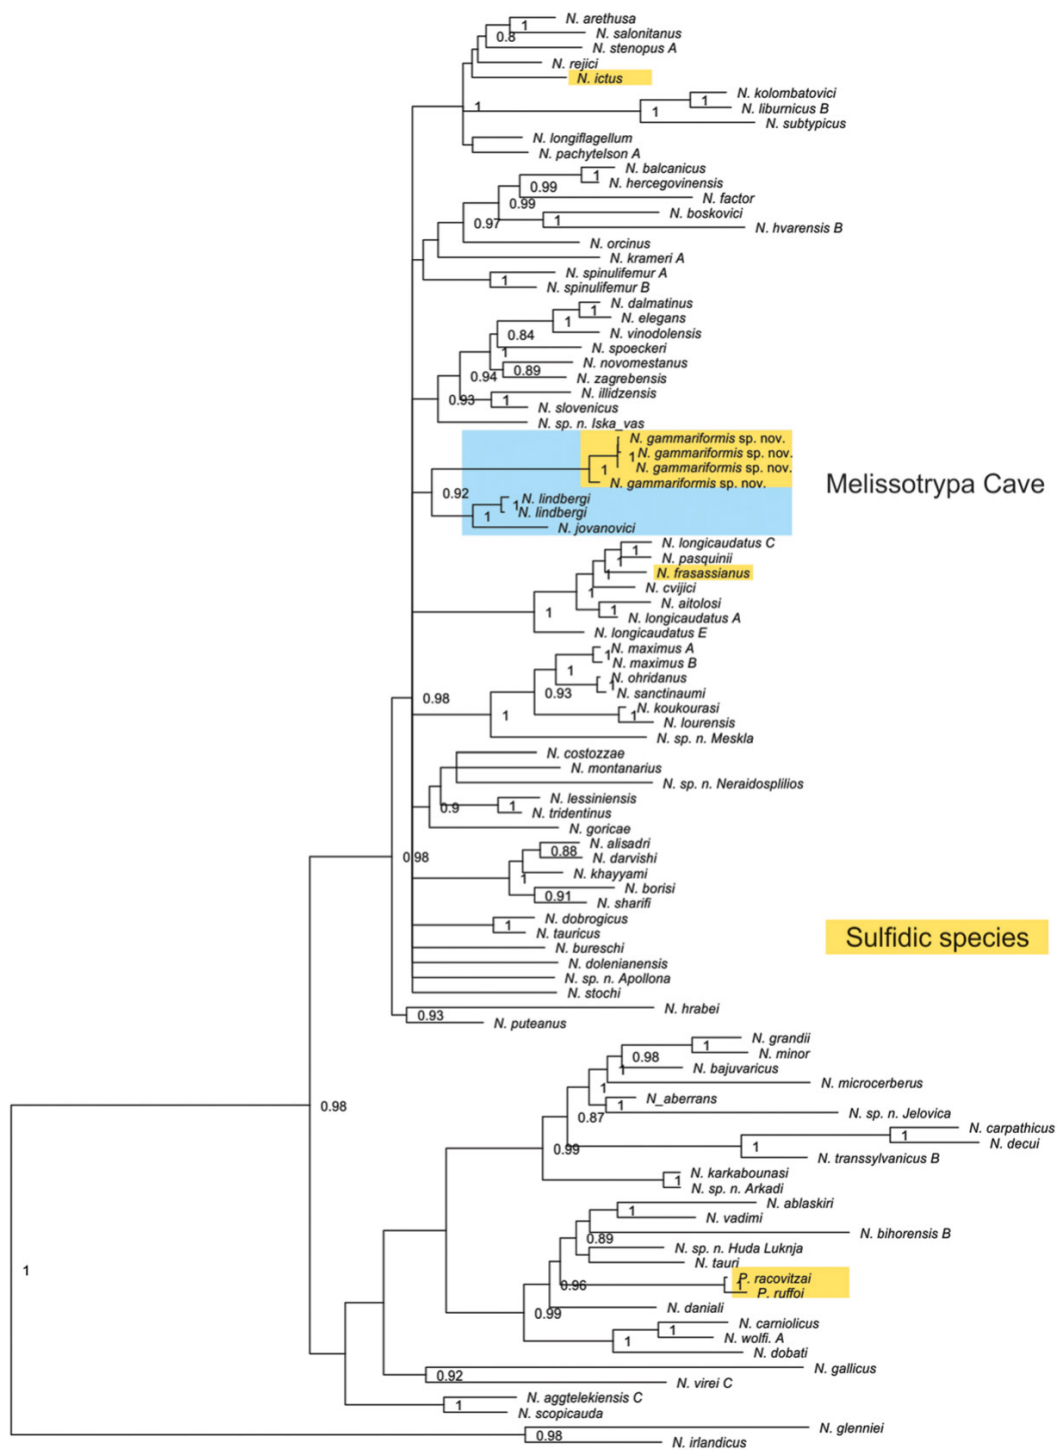 N. arethusa
1
N. salonitanus
0.8
N. stenopus A
N. rejici
N. ictus
N. kolombatovici
1
1
N. liburnicus B
1
N. subtypicus
N. longiflagellum
N. pachytelson A
N. balcanicus
1
N. hercegovinensis
0.99
N. factor
0.99
N. boskovici
0.97
1
N. hvarensis B
N. orcinus
N. krameri A
N. spinulifemur A
1
N. spinulifemur B
N. dalmatinus
1
N. elegans
1
N. vinodolensis
0.84
N. spoeckeri
1
N. novomestanus
0.89
0.94
N. zagrebensis
N. illidzensis
0.93
1
N. slovenicus
N. sp. n. Iska_vas
N. gammariformis sp. nov.
N. gammariformis sp. nov.
1
N. gammariformis sp. nov.
1
N. gammariformis sp. nov.
Melissotrypa Cave
0.92
N. lindbergi
1
N. lindbergi
1
N. jovanovici
N. longicaudatus C
1
N. pasquinii
1
N. frasassianus
1
N. cvijici
1
N. aitolosi
1
1
N. longicaudatus A
N. longicaudatus E
N. maximus A
1
N. maximus B
1
N. ohridanus
1
0.93
N. sanctinaumi
0.98
N. koukourasi
1
1
N. lourensis
N. sp. n. Meskla
N. costozzae
N. montanarius
N. sp. n. Neraidosplilios
N. lessiniensis
0.9
1
N. tridentinus
N. goricae
N. alisadri
0.88
0.98
N. darvishi
N. khayyami
1
N. borisi
0.91
N. sharifi
N. dobrogicus
1
N. tauricus
Sulfidic species
N. bureschi
N. dolenianensis
N. sp. n. Apollona
N. stochi
N. hrabei
0.93
N. puteanus
N. grandii
1
N. minor
0.98
N. bajuvaricus
1
N. microcerberus
1
N_aberrans
1
0.98
N. sp. n. Jelovica
0.87
N. carpathicus
1
N. decui
0.99
1
N. transsylvanicus B
N. karkabounasi
1
N. sp. n. Arkadi
N. ablaskiri
1
N. vadimi
N. bihorensis B
0.89
N. sp. n. Huda Luknja
N. tauri
1
P. racovitzai
0.96
1
P. ruffoi
N. daniali
0.99
N. carniolicus
1
N. wolfi. A
1
N. dobati
N. gallicus
0.92
N. virei C
N. aggtelekiensis C
1
N. scopicauda
N. glenniei
0.98
N. irlandicus